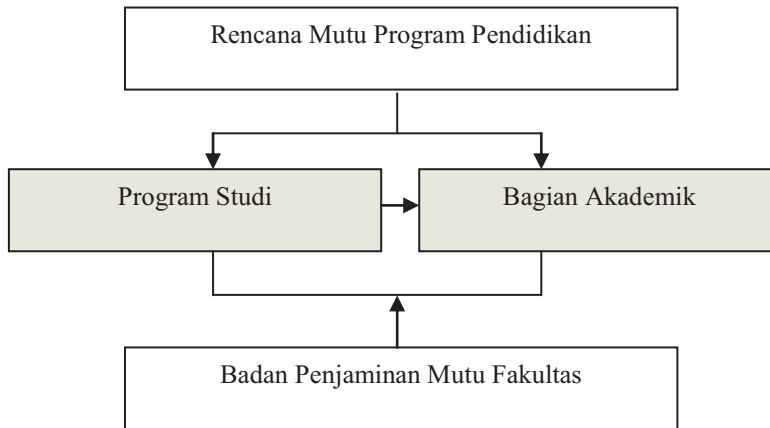 Rencana Mutu Program Pendidikan
Program Studi
Bagian Akademik
Badan Penjaminan Mutu Fakultas